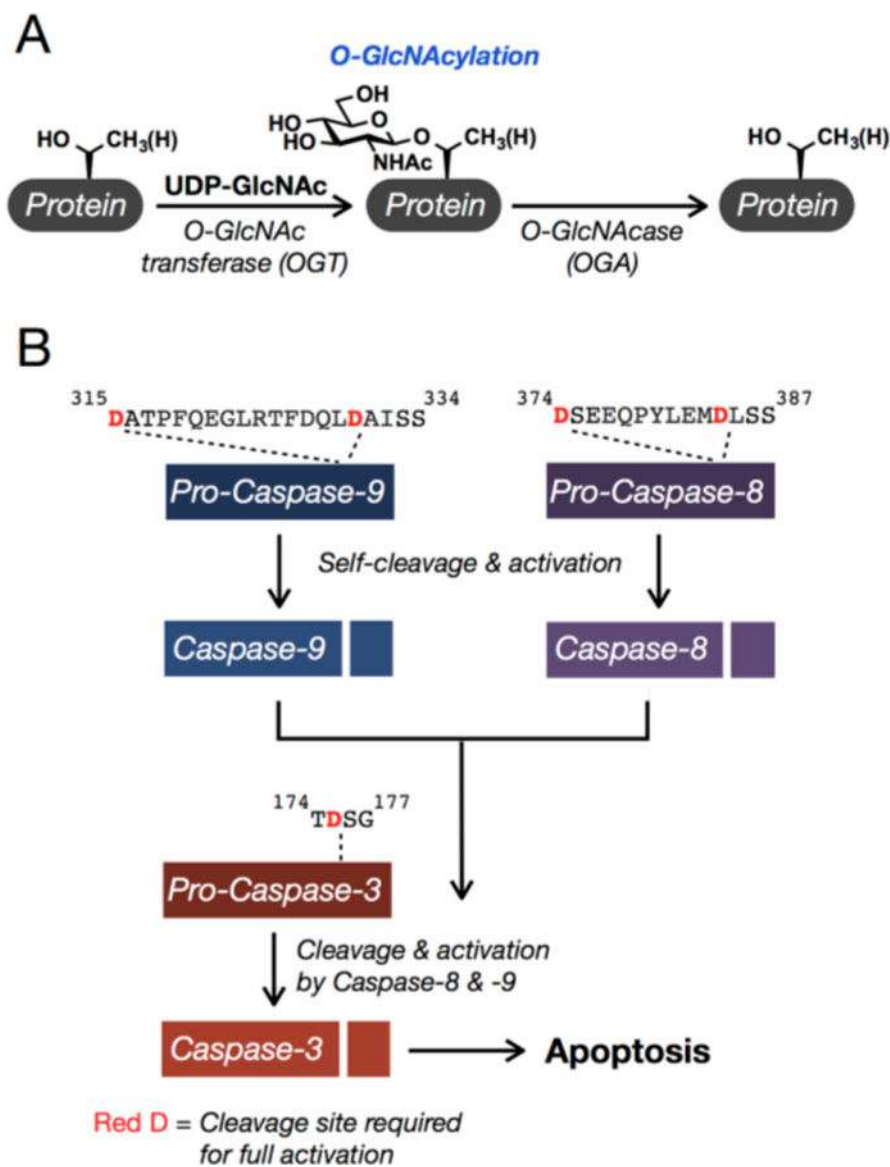 A
O-GlcNAcylation
HO CH₃(H)
OH
HO O O CH₃(H)
HO NHAc
HO CH₃(H)
Protein UDP-GlcNAc Protein Protein
O-GlcNAc
transferase (OGT)
O-GlcNAcase
(OGA)
B
315 DATPFQEGLRTFDQLDAISS 334
374 DSEEQPYLEMDLSS 387
Pro-Caspase-9 Pro-Caspase-8
Self-cleavage & activation
Caspase-9 Caspase-8
174 TDSG 177
Pro-Caspase-3
Cleavage & activation
by Caspase-8 & -9
Caspase-3 Apoptosis
Red D = Cleavage site required
for full activation